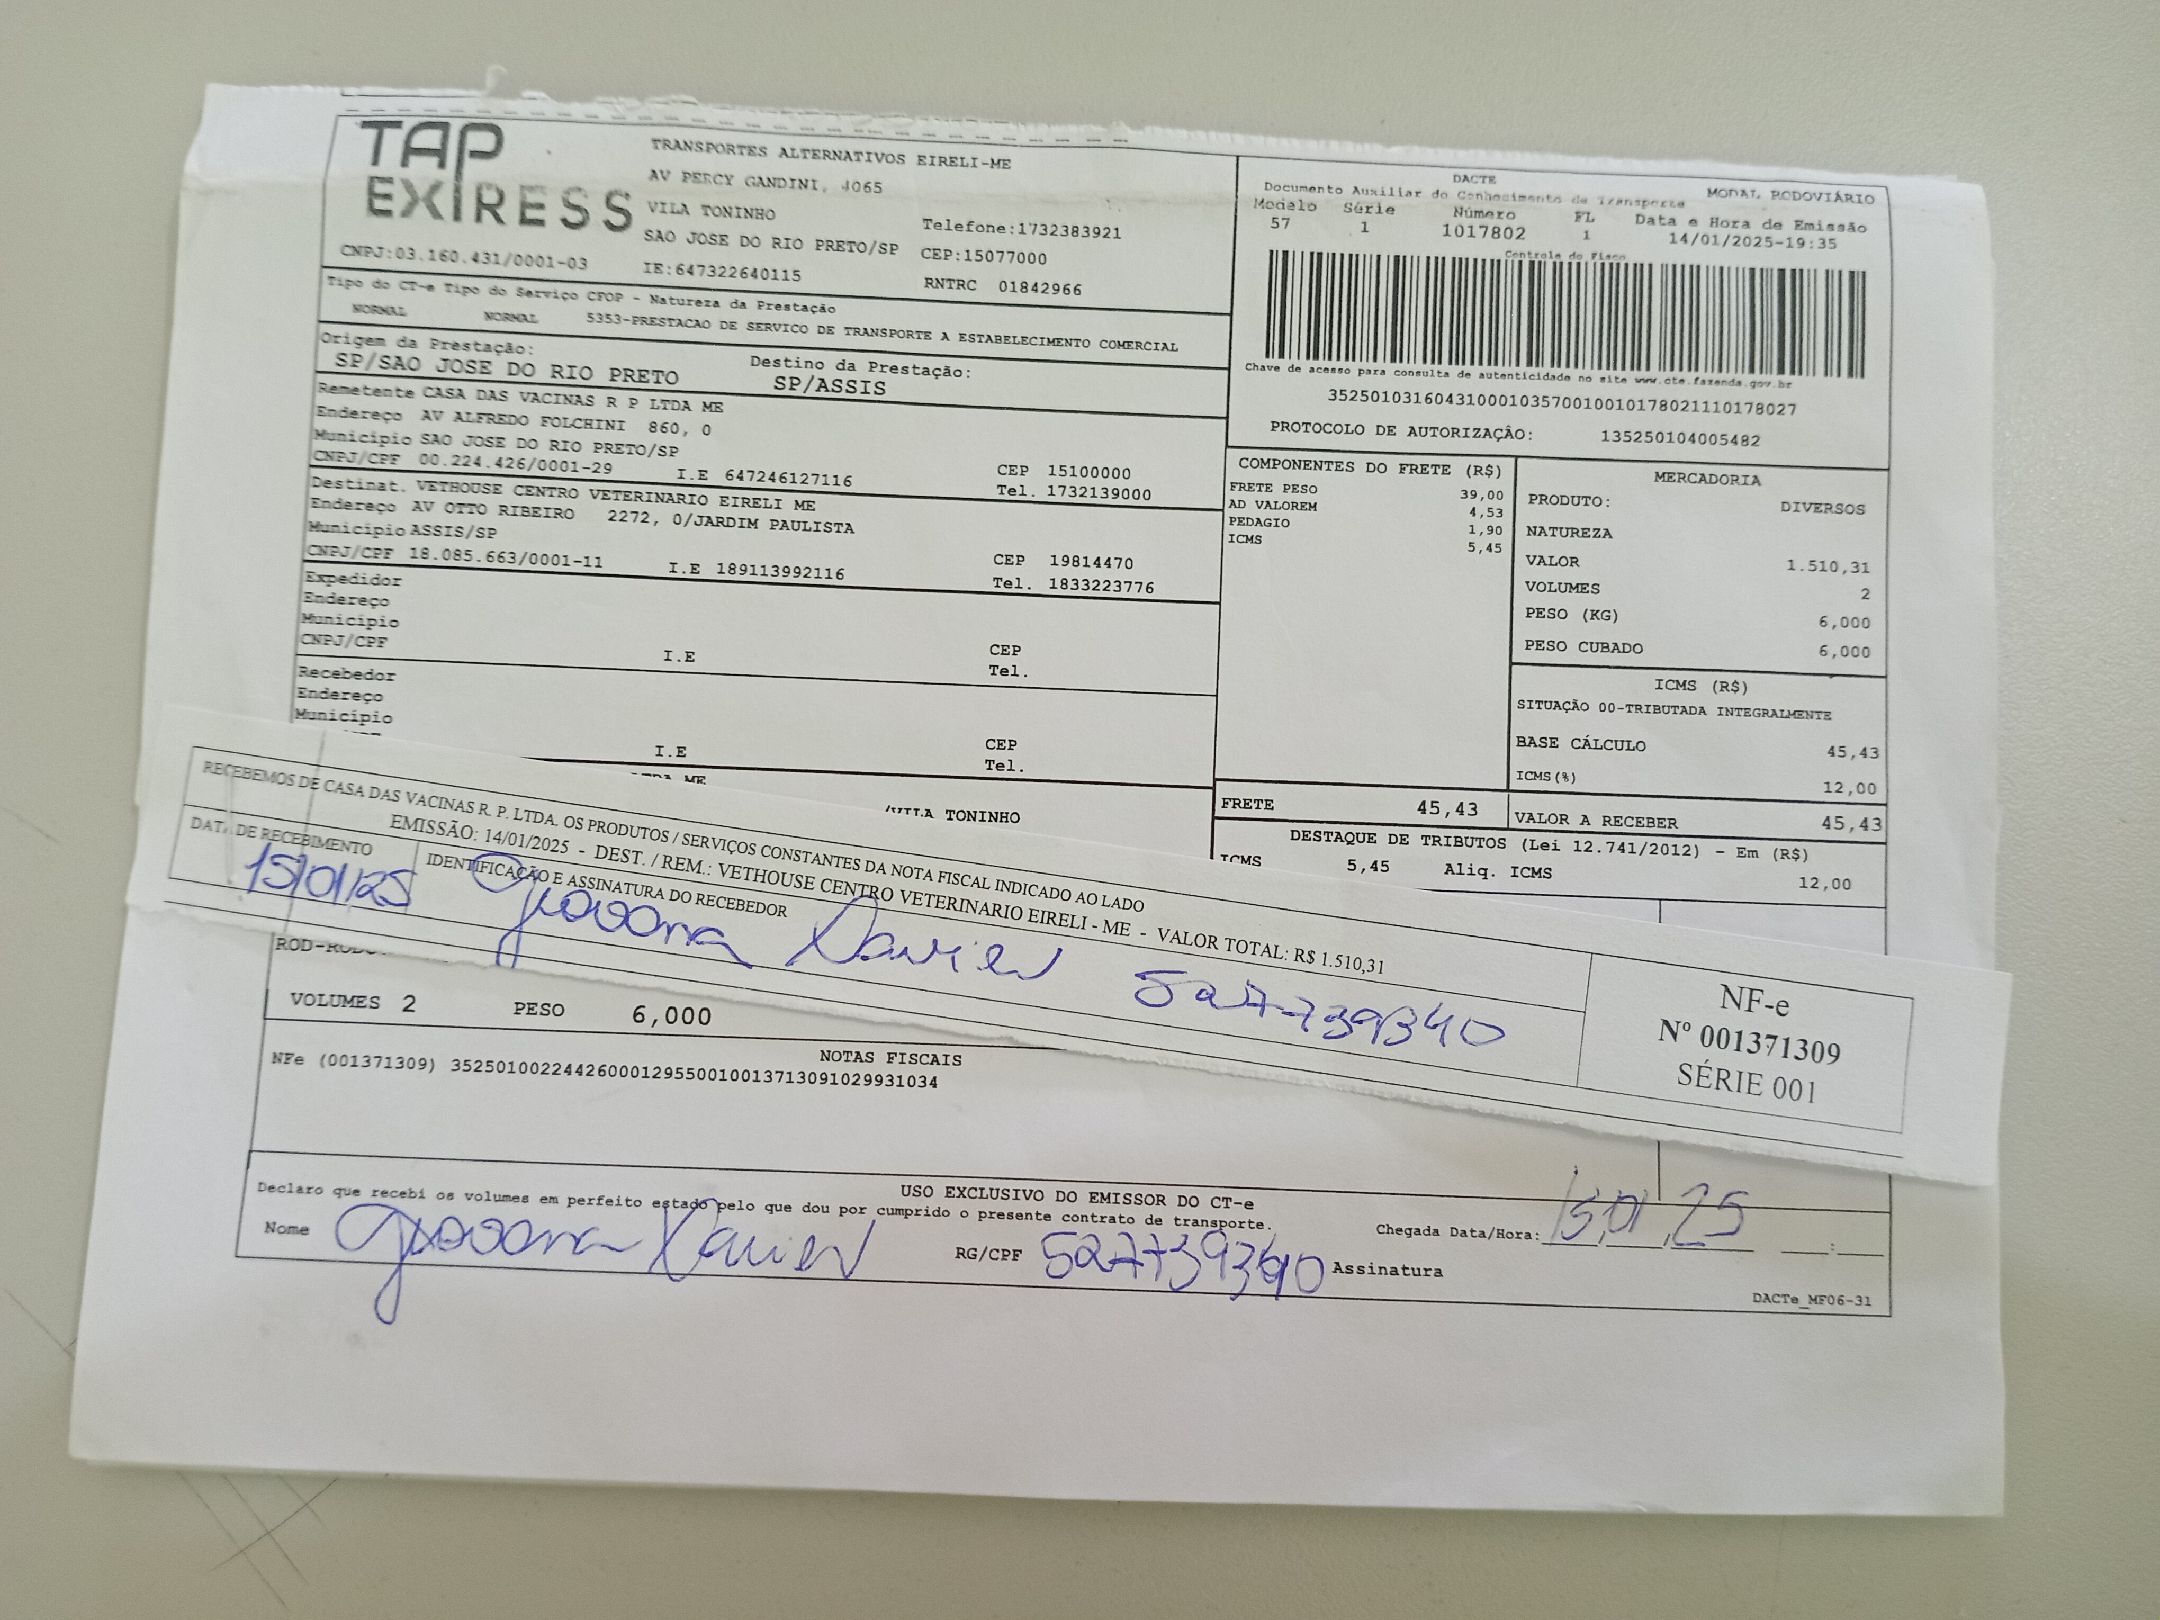 TAP
EXPRESS
TRANSPORTES ALTERNATIVOS EIRELI-ME
AV PERCY GANDINI, 4065
VILA TONINHO
SAO JOSE DO RIO PRETO/SP
Telefone:1732383921
CEP:15077000
CNPJ:03.160.431/0001-03
IE:647322640115
RNTRC 01842966
Tipo do CT-e Tipo do Serviço CFOP - Natureza da Prestação
NORMAL NORMAL 5353-PRESTACAO DE SERVICO DE TRANSPORTE A ESTABELECIMENTO COMERCIAL
Origem da Prestação: Destino da Prestação:
SP/SAO JOSE DO RIO PRETO SP/ASSIS
Remetente CASA DAS VACINAS R P LTDA ME
Endereço AV ALFREDO FOLCHINI 860, 0
Município SAO JOSE DO RIO PRETO/SP CEP 15100000
CNPJ/CPF 00.224.426/0001-29 I.E 647246127116 Tel. 1732139000
Destinat. VETHOUSE CENTRO VETERINARIO EIRELI ME
Endereço AV OTTO RIBEIRO 2272, 0/JARDIM PAULISTA
Município ASSIS/SP CEP 19814470
CNPJ/CPF 18.085.663/0001-11 I.E 189113992116 Tel. 1833223776
Expedidor
Endereço
Município CEP
CNPJ/CPF I.E Tel.
Recebedor
Endereço
Município CEP
I.E Tel.
LTDA ME
/VILA TONINHO
DACTE MODAL RODOVIÁRIO
Documento Auxiliar do Conhecimento de Transporte
Modelo Série Número FL Data e Hora de Emissão
57 1 1017802 1 14/01/2025-19:35
Controle do Fisco
Chave de acesso para consulta de autenticidade no site www.cte.fazenda.gov.br
35250103160431000103570010010178021110178027
PROTOCOLO DE AUTORIZAÇÂO: 135250104005482
COMPONENTES DO FRETE (R$)
FRETE PESO 39,00
AD VALOREM 4,53
PEDAGIO 1,90
ICMS 5,45
MERCADORIA
PRODUTO: DIVERSOS
NATUREZA
VALOR 1.510,31
VOLUMES 2
PESO (KG) 6,000
PESO CUBADO 6,000
ICMS (R$)
SITUAÇÃO 00-TRIBUTADA INTEGRALMENTE
BASE CÁLCULO 45,43
ICMS(%) 12,00
FRETE 45,43 VALOR A RECEBER 45,43
DESTAQUE DE TRIBUTOS (Lei 12.741/2012) - Em (R$)
ICMS 5,45 Aliq. ICMS 12,00
RECEBEMOS DE CASA DAS VACINAS R. P. LTDA. OS PRODUTOS / SERVIÇOS CONSTANTES DA NOTA FISCAL INDICADO AO LADO
EMISSÃO: 14/01/2025 - DEST. / REM.: VETHOUSE CENTRO VETERINARIO EIRELI - ME - VALOR TOTAL: R$ 1.510,31
DATA DE RECEBIMENTO IDENTIFICAÇÃO E ASSINATURA DO RECEBEDOR
15/01/25 Giovana Xavier 527739340
NF-e
Nº 001371309
SÉRIE 001
VOLUMES 2 PESO 6,000
NOTAS FISCAIS
NFe (001371309) 35250100224426000129550010013713091029931034
USO EXCLUSIVO DO EMISSOR DO CT-e
Declaro que recebi os volumes em perfeito estado pelo que dou por cumprido o presente contrato de transporte.
Nome Giovana Xavier RG/CPF 527739340 Assinatura
Chegada Data/Hora: 15,01,25 __:__
DACTe_MF06-31